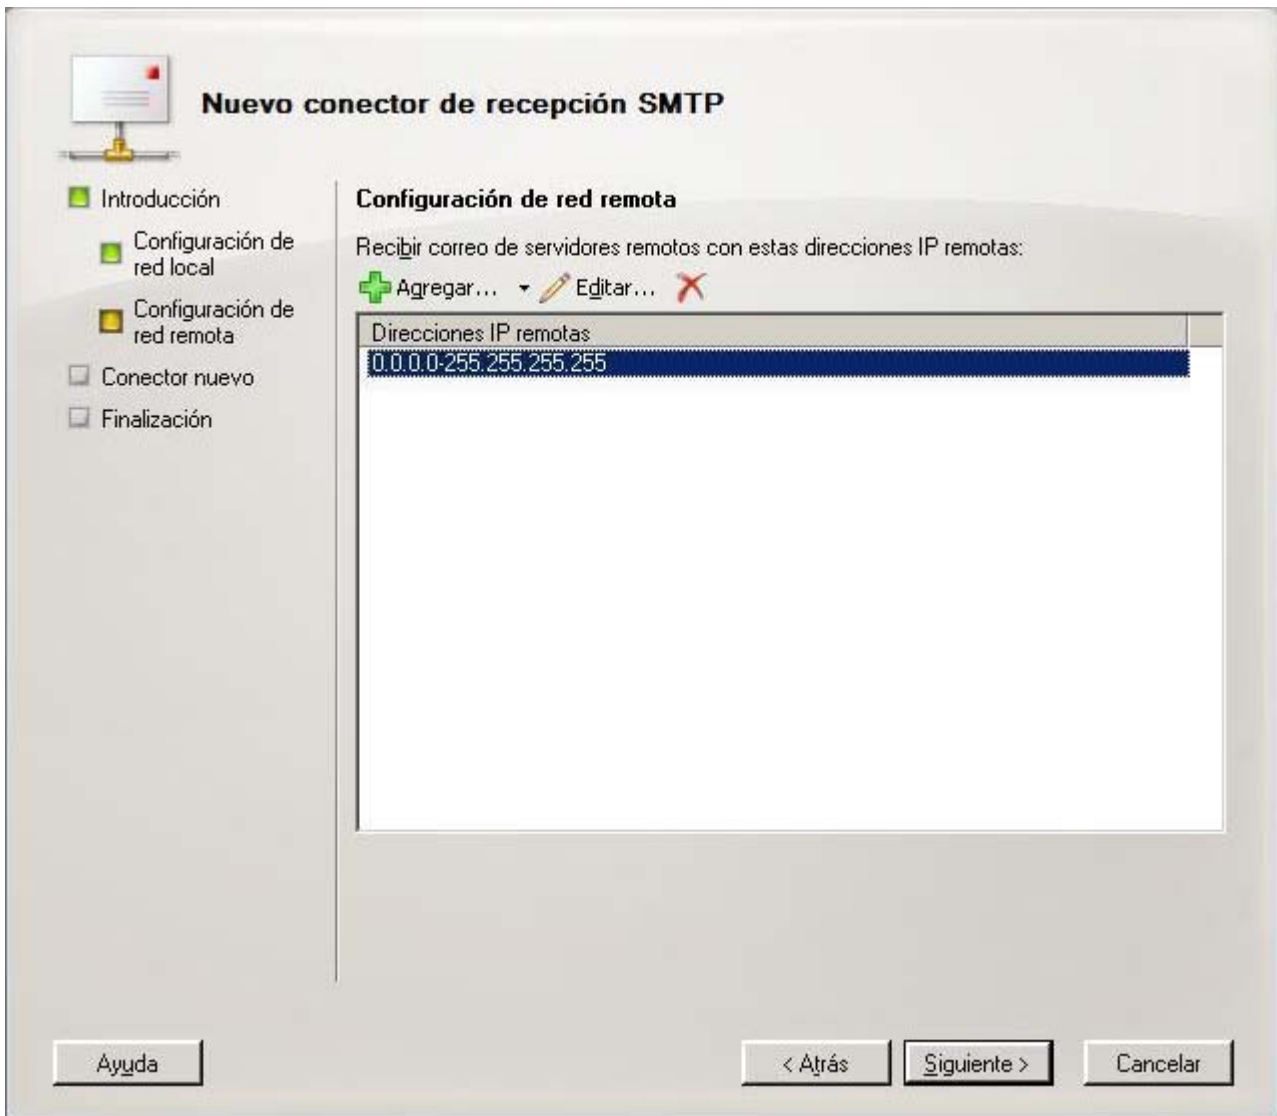 Nuevo conector de recepción SMTP
Introducción
Configuración de
red local
Configuración de
red remota
Conector nuevo
Finalización
Configuración de red remota
Recibir correo de servidores remotos con estas direcciones IP remotas:
Agregar... Editar...
Direcciones IP remotas
0.0.0.0-255.255.255.255
Ayuda
< Atrás
Siguiente >
Cancelar